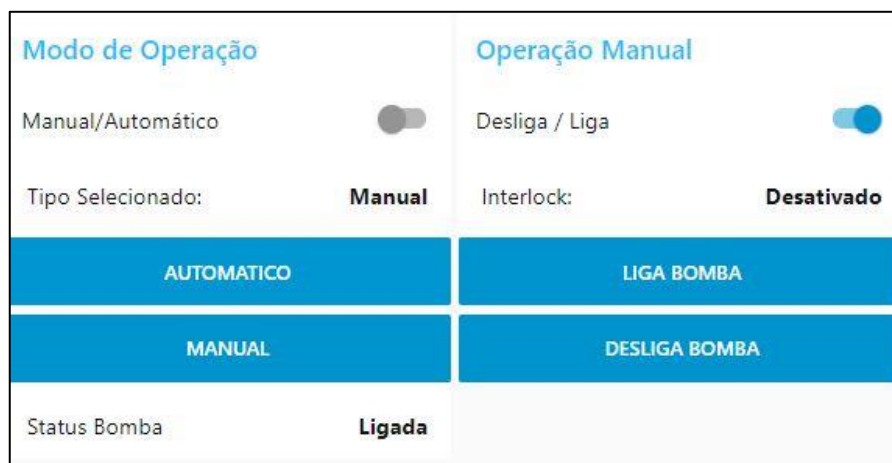 Modo de Operação
Manual/Automático
Tipo Selecionado: Manual
AUTOMATICO
MANUAL
Status Bomba Ligada
Operação Manual
Desliga / Liga
Interlock: Desativado
LIGA BOMBA
DESLIGA BOMBA